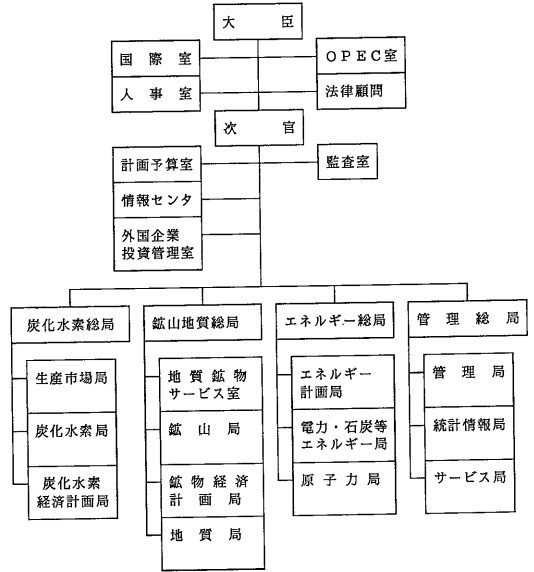 大臣
国際室
OPEC室
人事室
法律顧問
次官
計画予算室
監査室
情報センタ
外国企業
投資管理室
炭化水素総局
鉱山地質総局
エネルギー総局
管理総局
生産市場局
炭化水素局
炭化水素
経済計画局
地質鉱物
サービス室
鉱山局
鉱物経済
計画局
地質局
エネルギー
計画局
電力・石炭等
エネルギー局
原子力局
管理局
統計情報局
サービス局